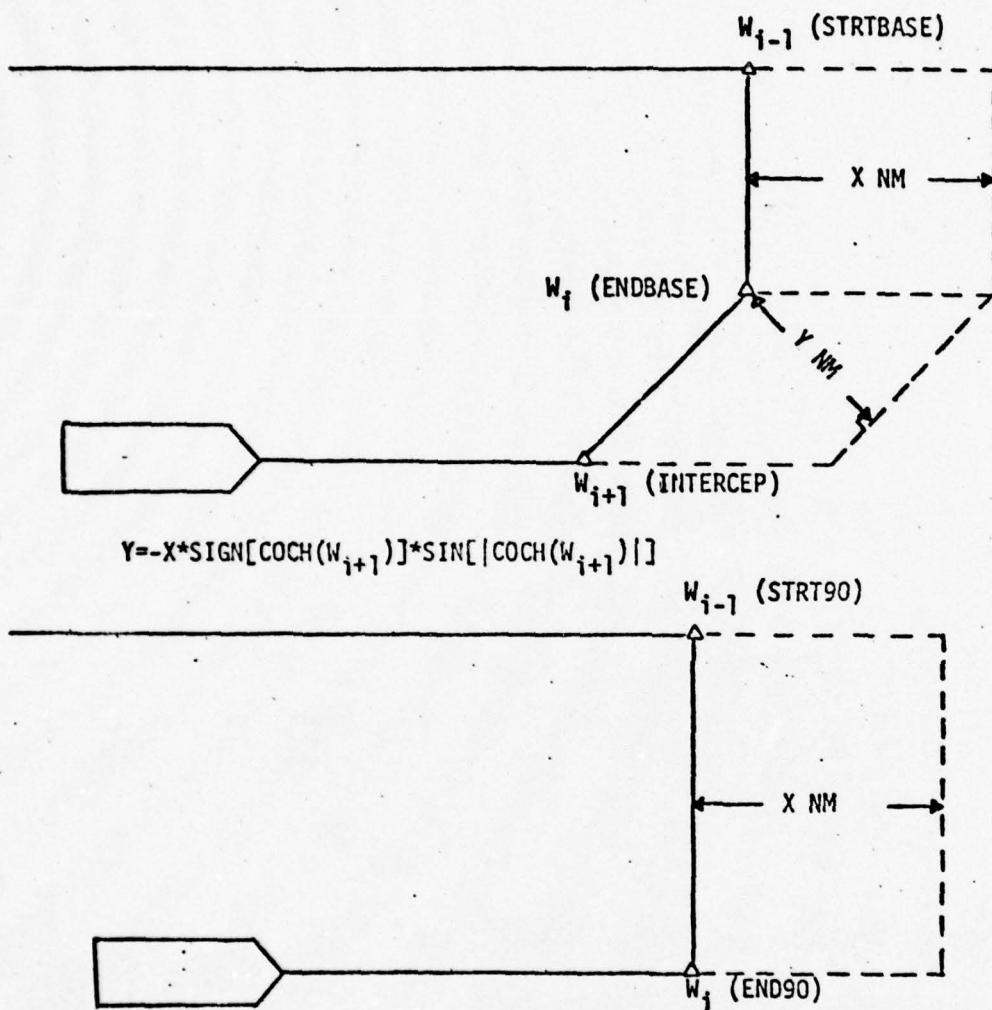 W_{i-1} (STRTBASE)
X NM
W_i (ENDBASE)
Y NM
W_{i+1} (INTERCEP)
Y=-X*SIGN[COCH(W_{i+1})]*SIN[|COCH(W_{i+1})|]
W_{i-1} (STRT90)
X NM
W_i (END90)